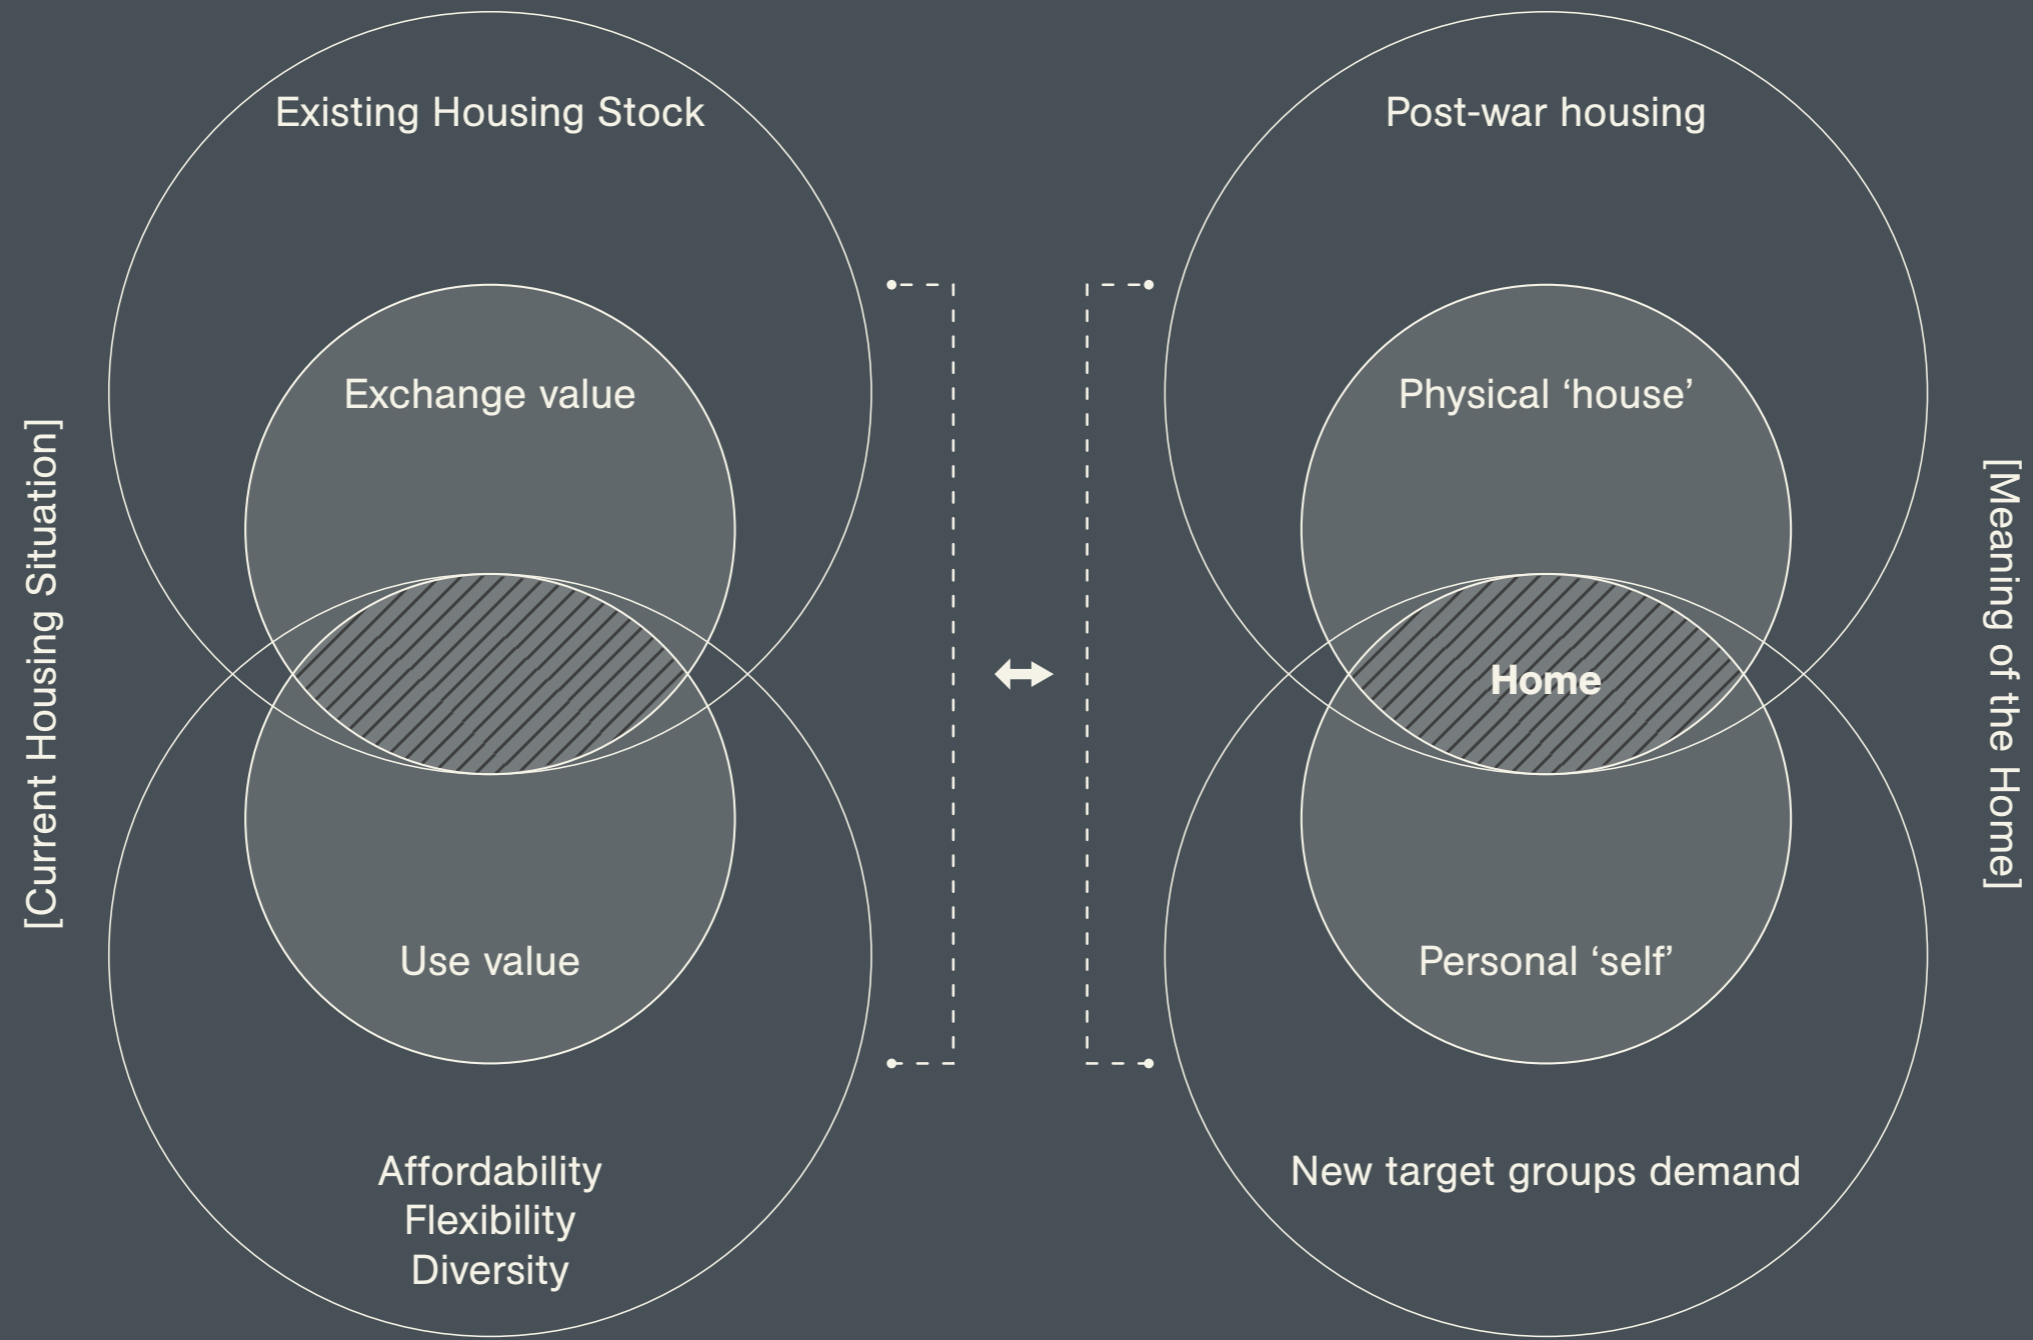 [Current Housing Situation]
Existing Housing Stock
Exchange value
Use value
Affordability
Flexibility
Diversity
Post-war housing
Physical ‘house’
Home
Personal ‘self’
New target groups demand
[Meaning of the Home]